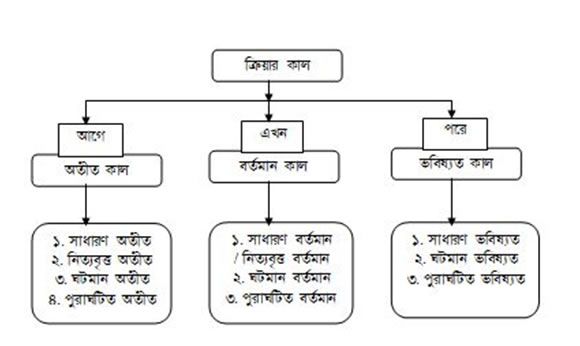 ক্রিয়ার কাল
আগে
অতীত কাল
১. সাধারণ অতীত
২. নিত্যবৃত্ত অতীত
৩. ঘটমান অতীত
৪. পুরাঘটিত অতীত
এখন
বর্তমান কাল
১. সাধারণ বর্তমান
/ নিত্যবৃত্ত বর্তমান
২. ঘটমান বর্তমান
৩. পুরাঘটিত বর্তমান
পরে
ভবিষ্যত কাল
১. সাধারণ ভবিষ্যত
২. ঘটমান ভবিষ্যত
৩. পুরাঘটিত ভবিষ্যত